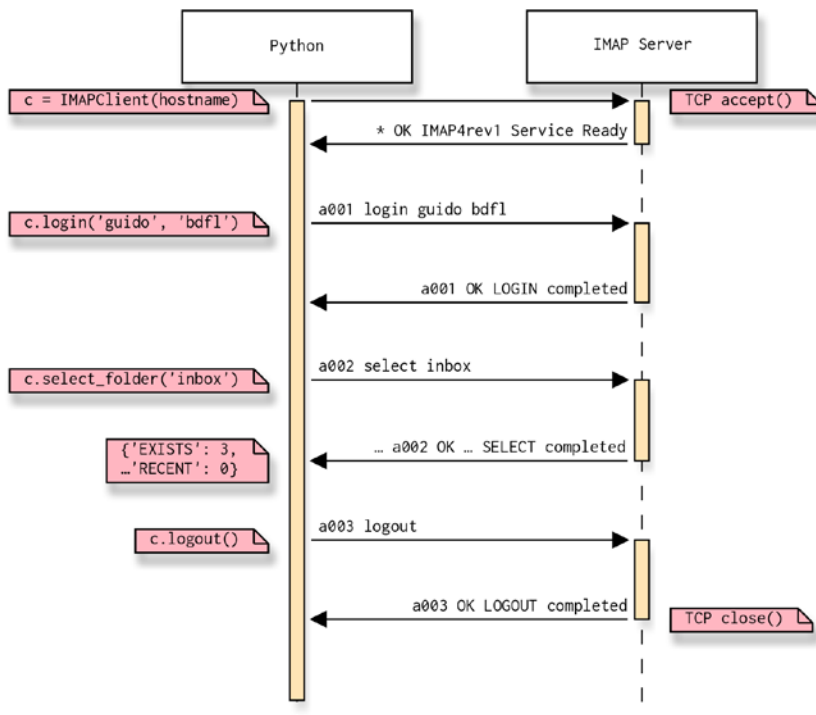 Python
IMAP Server
c = IMAPClient(hostname)
TCP accept()
* OK IMAP4rev1 Service Ready
c.login('guido', 'bdfl')
a001 login guido bdfl
a001 OK LOGIN completed
c.select_folder('inbox')
a002 select inbox
{'EXISTS': 3,
…'RECENT': 0}
… a002 OK … SELECT completed
c.logout()
a003 logout
a003 OK LOGOUT completed
TCP close()